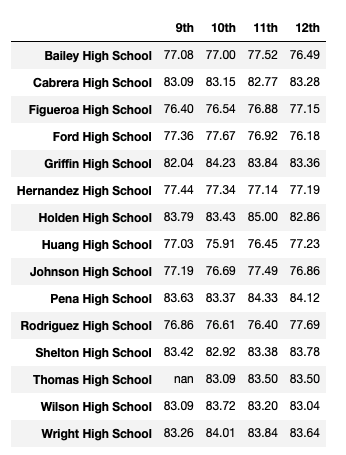 9th 10th 11th 12th
Bailey High School 77.08 77.00 77.52 76.49
Cabrera High School 83.09 83.15 82.77 83.28
Figueroa High School 76.40 76.54 76.88 77.15
Ford High School 77.36 77.67 76.92 76.18
Griffin High School 82.04 84.23 83.84 83.36
Hernandez High School 77.44 77.34 77.14 77.19
Holden High School 83.79 83.43 85.00 82.86
Huang High School 77.03 75.91 76.45 77.23
Johnson High School 77.19 76.69 77.49 76.86
Pena High School 83.63 83.37 84.33 84.12
Rodriguez High School 76.86 76.61 76.40 77.69
Shelton High School 83.42 82.92 83.38 83.78
Thomas High School nan 83.09 83.50 83.50
Wilson High School 83.09 83.72 83.20 83.04
Wright High School 83.26 84.01 83.84 83.64